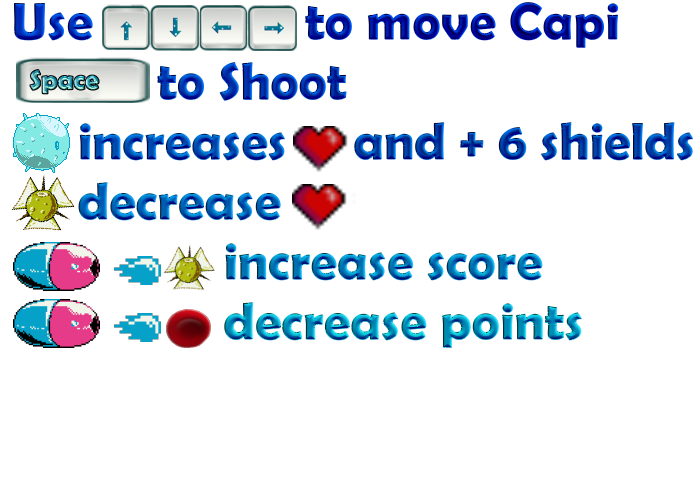 Use ↑ ↓ ← → to move Capi
Space to Shoot
increases and + 6 shields
decrease
increase score
decrease points